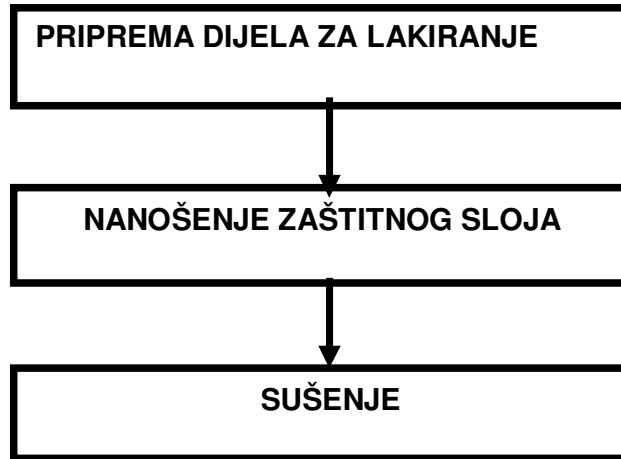 PRIPREMA DIJELA ZA LAKIRANJE
NANOŠENJE ZAŠTITNOG SLOJA
SUŠENJE